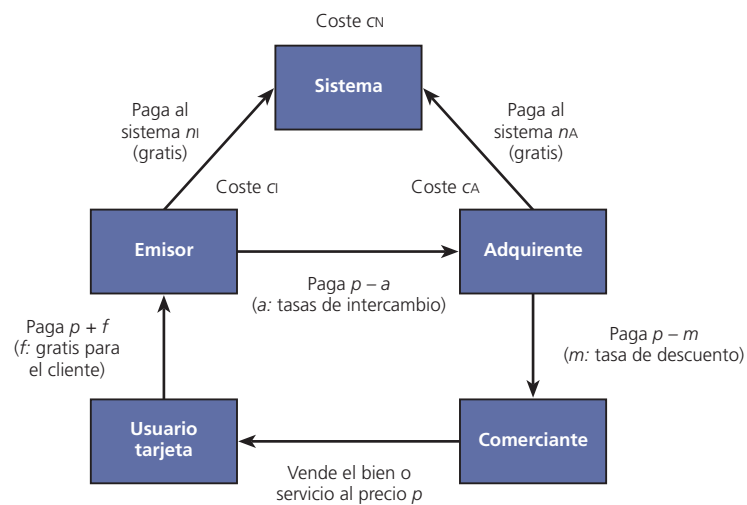 Coste cN
Sistema
Paga al
sistema nI
(gratis)
Paga al
sistema nA
(gratis)
Coste cI
Coste cA
Emisor
Adquirente
Paga p – a
(a: tasas de intercambio)
Paga p + f
(f: gratis para
el cliente)
Paga p – m
(m: tasa de descuento)
Usuario
tarjeta
Comerciante
Vende el bien o
servicio al precio p